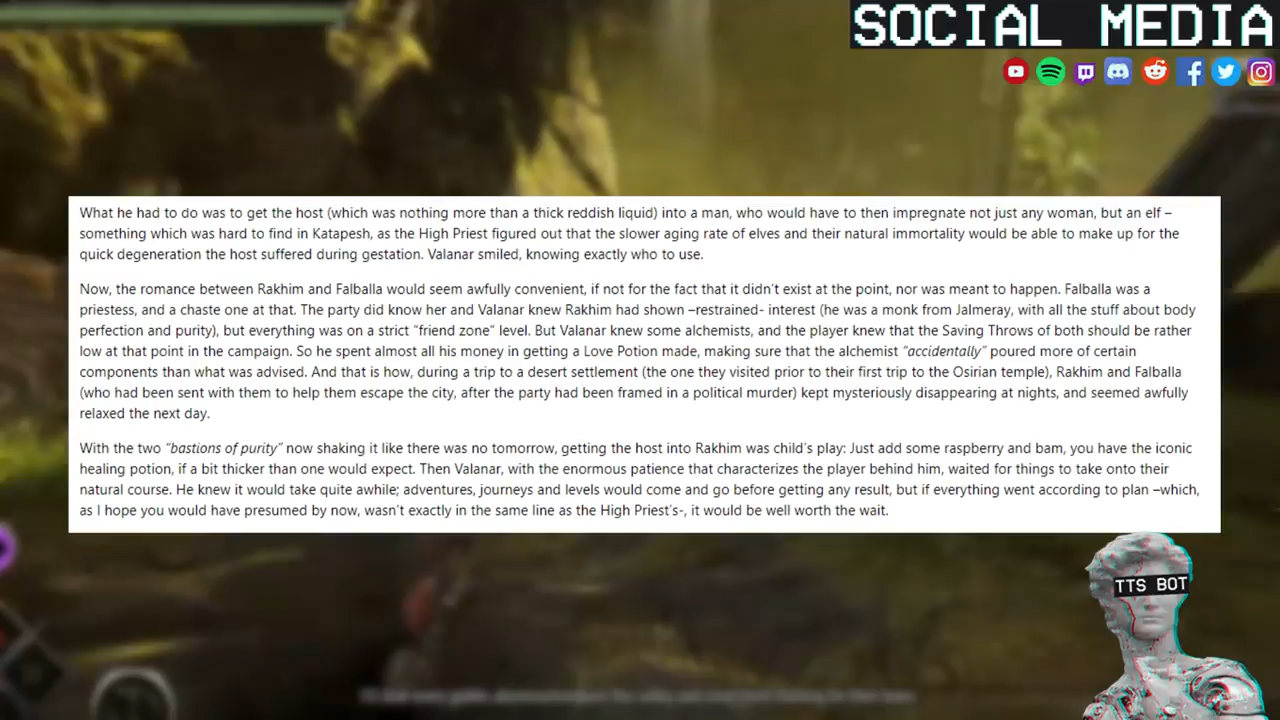 SOCIAL MEDIA
What he had to do was to get the host (which was nothing more than a thick reddish liquid) into a man, who would have to then impregnate not just any woman, but an elf –
something which was hard to find in Katapesh, as the High Priest figured out that the slower aging rate of elves and their natural immortality would be able to make up for the
quick degeneration the host suffered during gestation. Valanar smiled, knowing exactly who to use.
Now, the romance between Rakhim and Falballa would seem awfully convenient, if not for the fact that it didn't exist at the point, nor was meant to happen. Falballa was a
priestess, and a chaste one at that. The party did know her and Valanar knew Rakhim had shown –restrained- interest (he was a monk from Jalmeray, with all the stuff about body
perfection and purity), but everything was on a strict "friend zone" level. But Valanar knew some alchemists, and the player knew that the Saving Throws of both should be rather
low at that point in the campaign. So he spent almost all his money in getting a Love Potion made, making sure that the alchemist "accidentally" poured more of certain
components than what was advised. And that is how, during a trip to a desert settlement (the one they visited prior to their first trip to the Osirian temple), Rakhim and Falballa
(who had been sent with them to help them escape the city, after the party had been framed in a political murder) kept mysteriously disappearing at nights, and seemed awfully
relaxed the next day.
With the two "bastions of purity" now shaking it like there was no tomorrow, getting the host into Rakhim was child's play: Just add some raspberry and bam, you have the iconic
healing potion, if a bit thicker than one would expect. Then Valanar, with the enormous patience that characterizes the player behind him, waited for things to take onto their
natural course. He knew it would take quite awhile; adventures, journeys and levels would come and go before getting any result, but if everything went according to plan –which,
as I hope you would have presumed by now, wasn't exactly in the same line as the High Priest's-, it would be well worth the wait.
TTS BOT